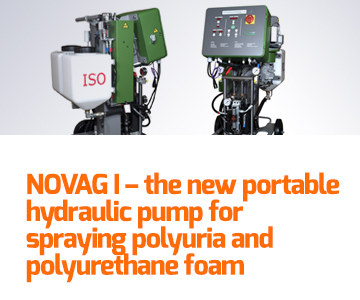 ISO
NOVAG I – the new portable
hydraulic pump for
spraying polyuria and
polyurethane foam